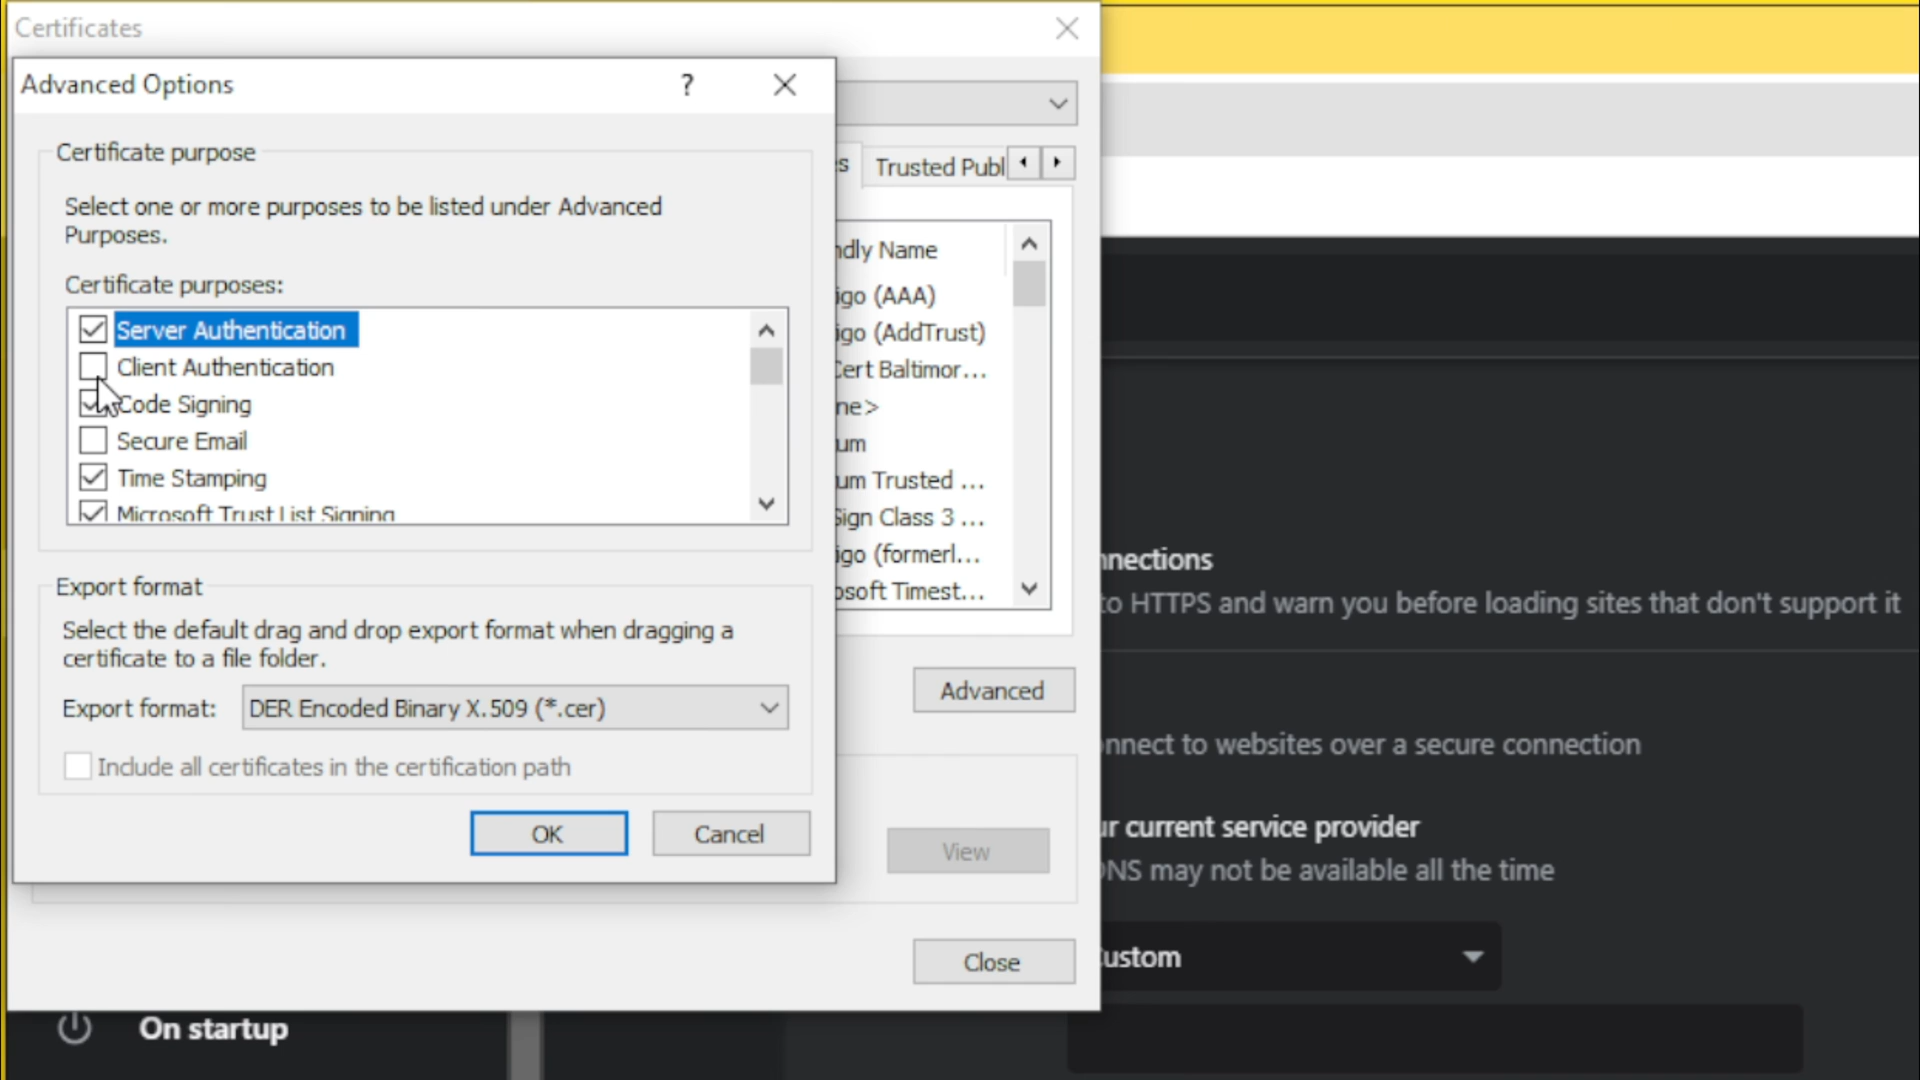 Certificates
Advanced Options
?
Certificate purpose
Select one or more purposes to be listed under Advanced
Purposes.
Certificate purposes:
Server Authentication
Client Authentication
Code Signing
Secure Email
Time Stamping
Microsoft Trust List Signing
Export format
Select the default drag and drop export format when dragging a
certificate to a file folder.
Export format:
DER Encoded Binary X.509 (*.cer)
Include all certificates in the certification path
OK
Cancel
s
Trusted Publ
ndly Name
igo (AAA)
igo (AddTrust)
Cert Baltimor...
ne>
um
um Trusted ...
Sign Class 3 ...
igo (formerl...
osoft Timest...
Advanced
View
Close
nnections
to HTTPS and warn you before loading sites that don't support it
onnect to websites over a secure connection
ur current service provider
DNS may not be available all the time
Custom
On startup